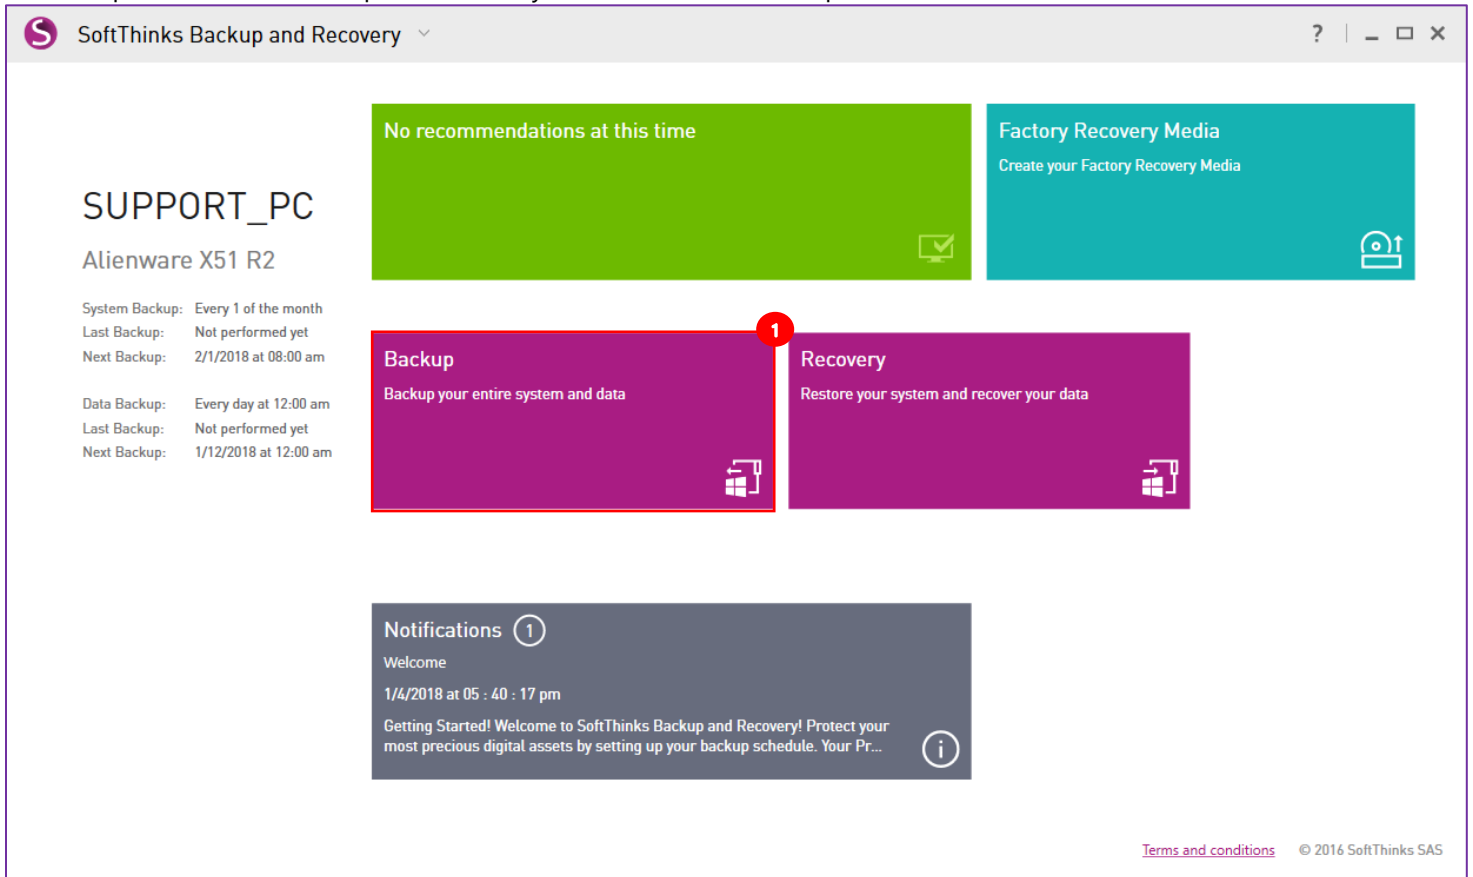 SoftThinks Backup and Recovery
?
No recommendations at this time
Factory Recovery Media
Create your Factory Recovery Media
SUPPORT_PC
Alienware X51 R2
System Backup: Every 1 of the month
Last Backup: Not performed yet
Next Backup: 2/1/2018 at 08:00 am
Data Backup: Every day at 12:00 am
Last Backup: Not performed yet
Next Backup: 1/12/2018 at 12:00 am
1
Backup
Backup your entire system and data
Recovery
Restore your system and recover your data
Notifications 1
Welcome
1/4/2018 at 05 : 40 : 17 pm
Getting Started! Welcome to SoftThinks Backup and Recovery! Protect your
most precious digital assets by setting up your backup schedule. Your Pr...
Terms and conditions © 2016 SoftThinks SAS